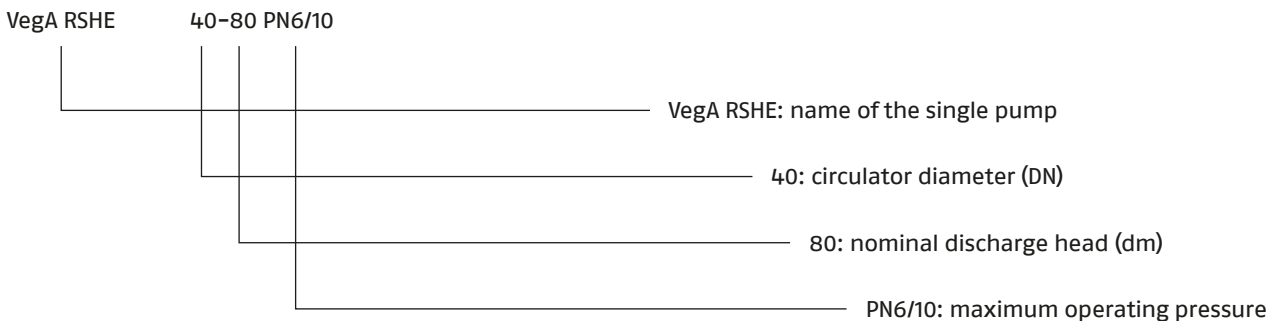 VegA RSHE 40-80 PN6/10
VegA RSHE: name of the single pump
40: circulator diameter (DN)
80: nominal discharge head (dm)
PN6/10: maximum operating pressure